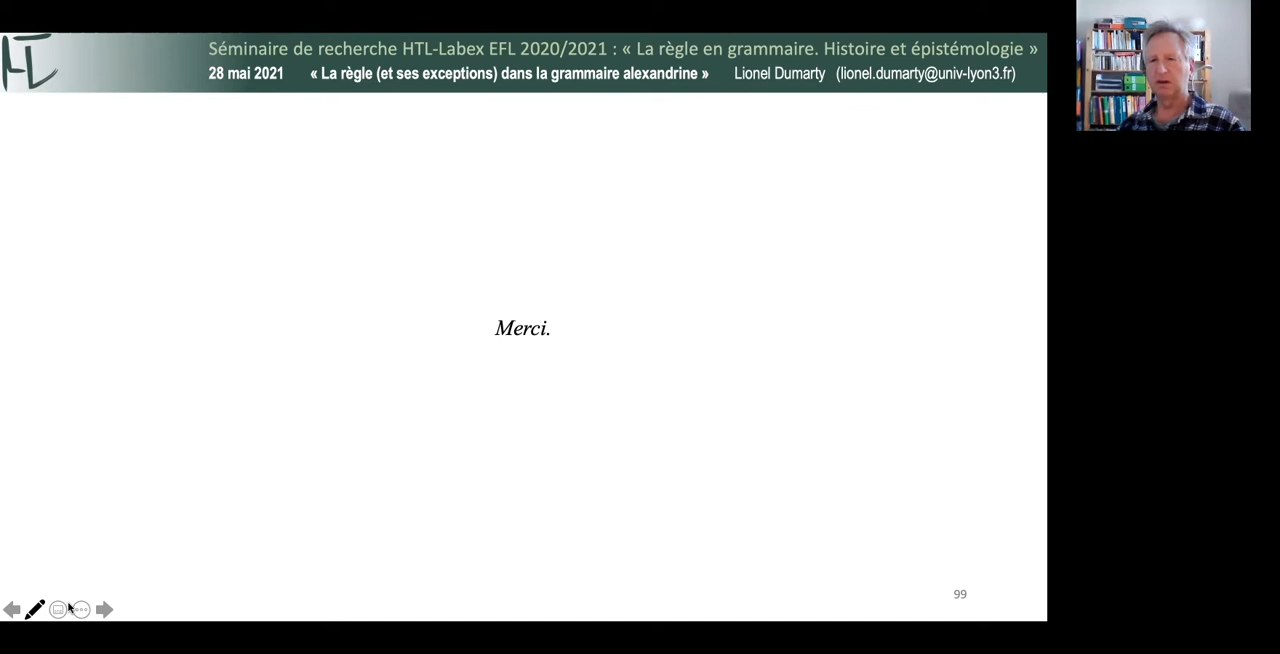 HTL
Séminaire de recherche HTL-Labex EFL 2020/2021 : « La règle en grammaire. Histoire et épistémologie »
28 mai 2021 « La règle (et ses exceptions) dans la grammaire alexandrine » Lionel Dumarty (lionel.dumarty@univ-lyon3.fr)
Merci.
99